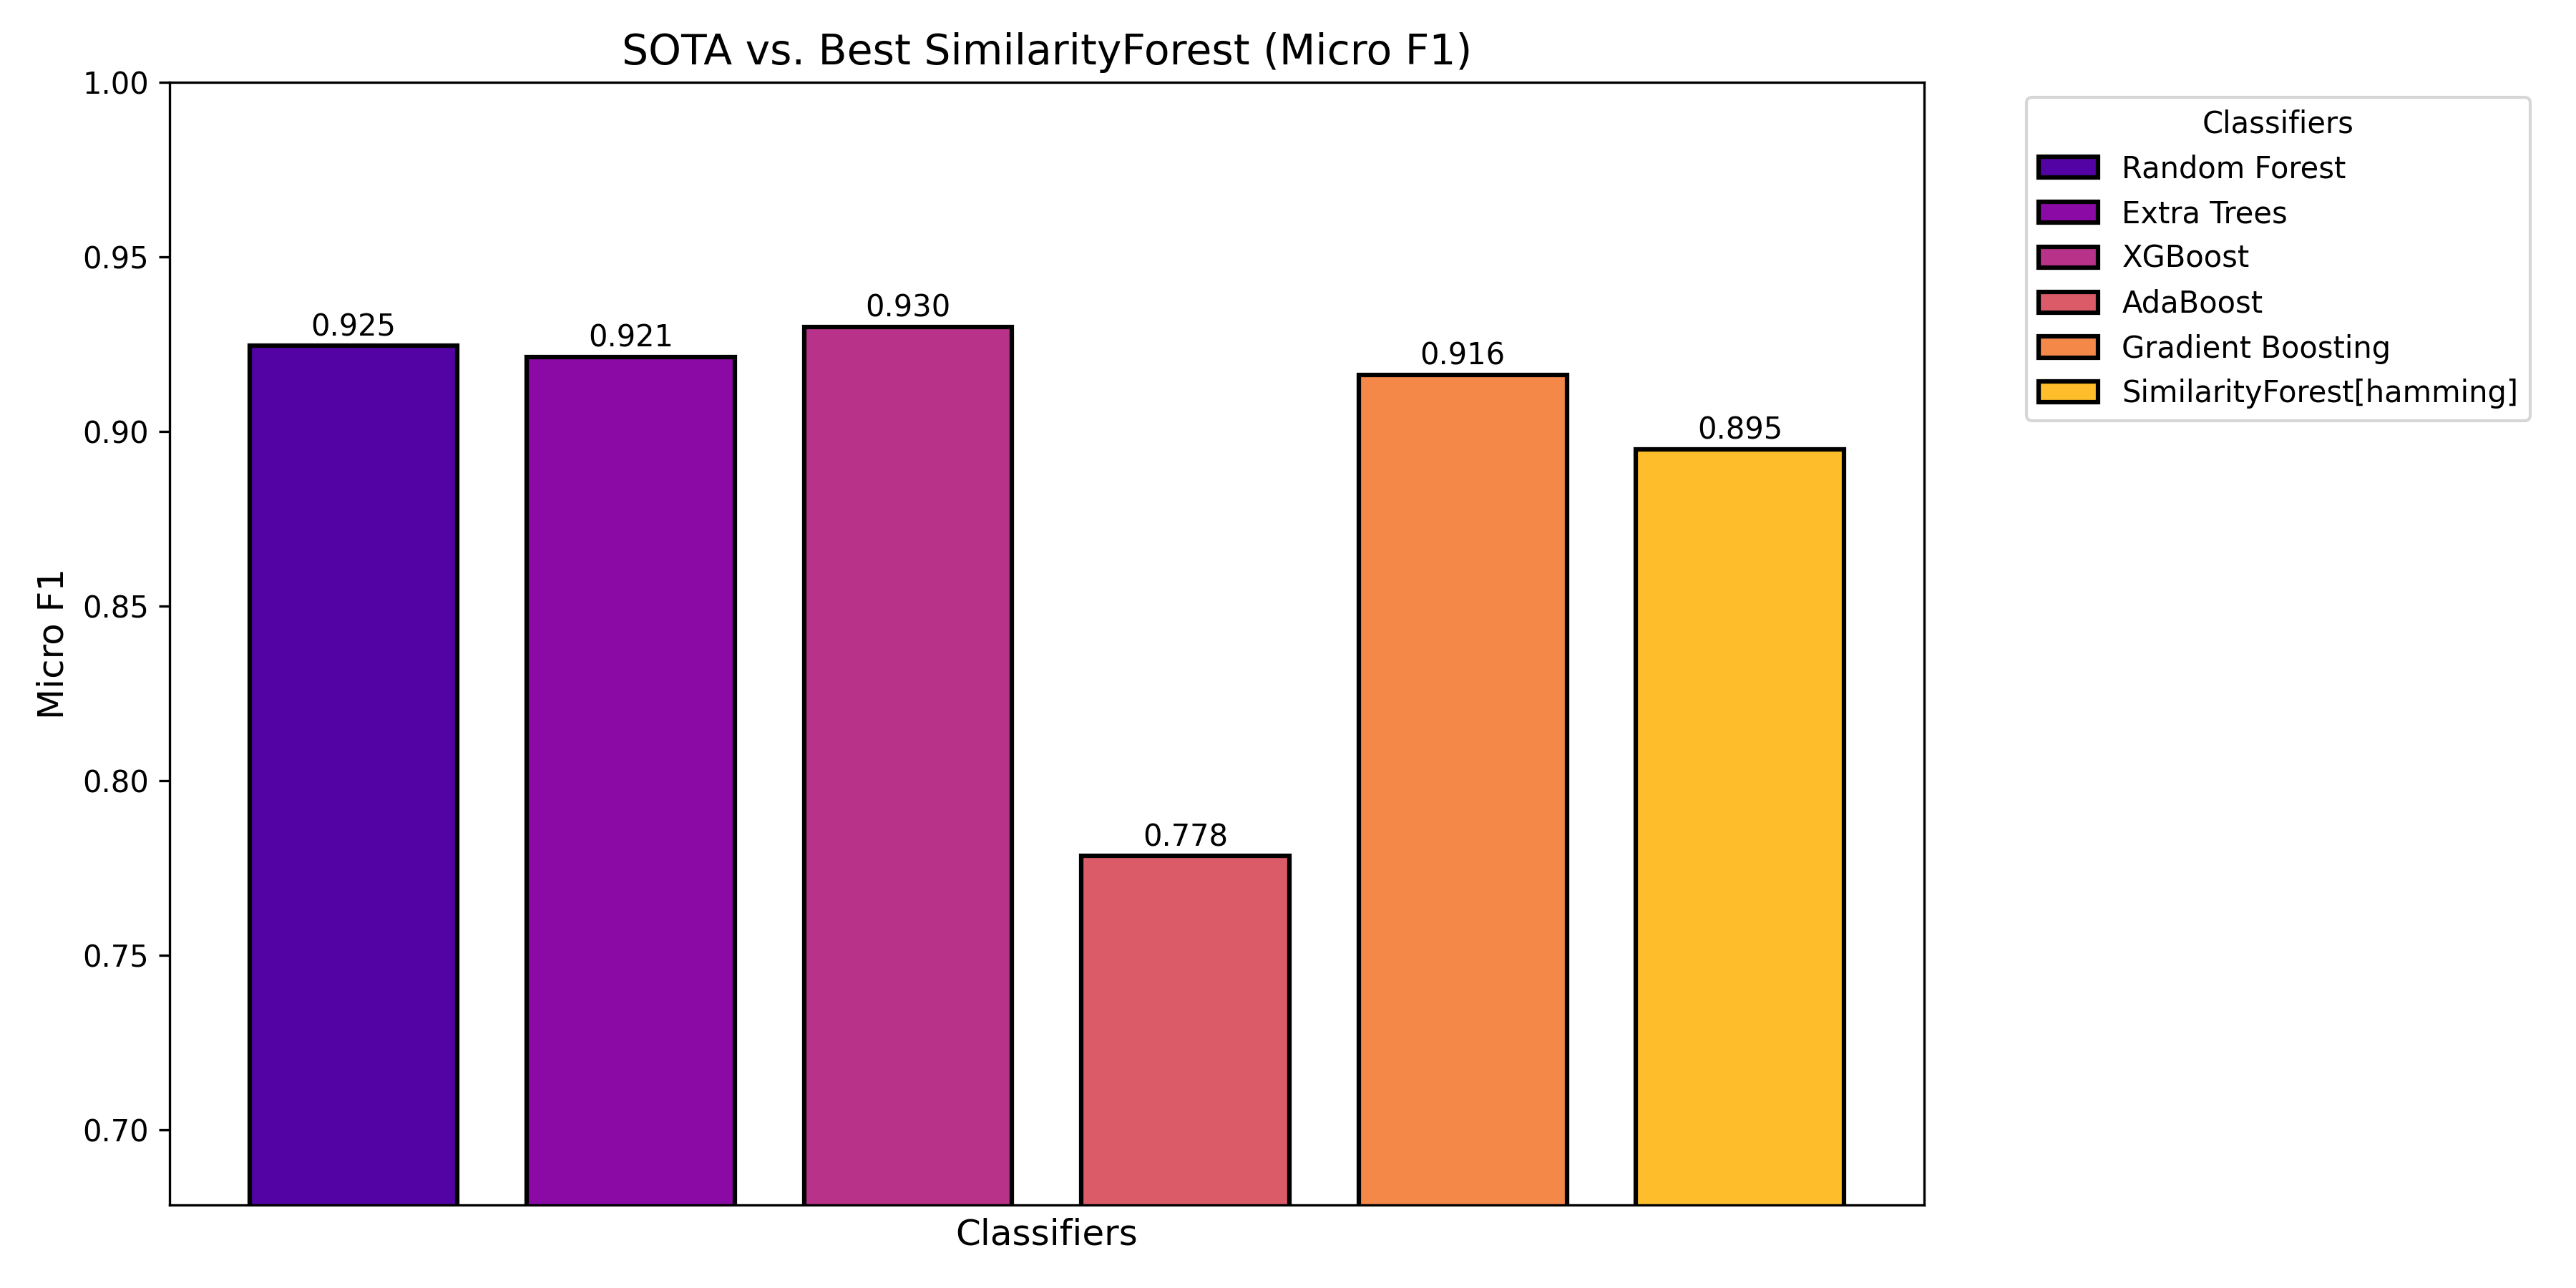 SOTA vs. Best SimilarityForest (Micro F1)
1.00
0.95
0.90
0.85
0.80
0.75
0.70
Micro F1
0.925
0.921
0.930
0.778
0.916
0.895
Classifiers
Classifiers
Random Forest
Extra Trees
XGBoost
AdaBoost
Gradient Boosting
SimilarityForest[hamming]